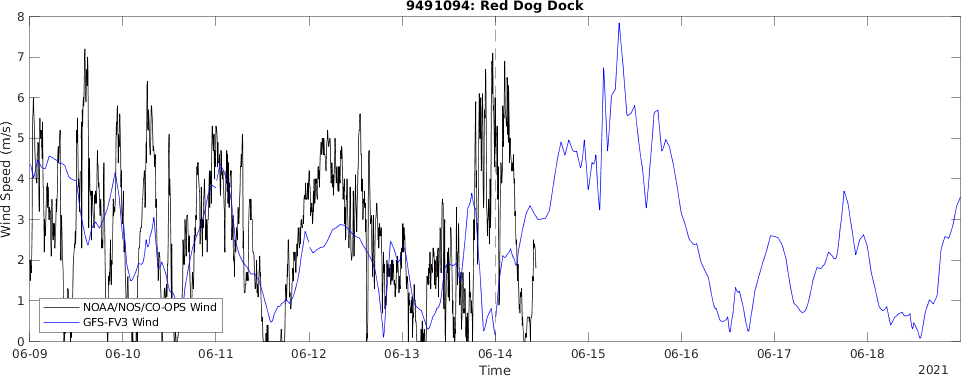 9491094: Red Dog Dock
Wind Speed (m/s)
8
7
6
5
4
3
2
1
0
NOAA/NOS/CO-OPS Wind
GFS-FV3 Wind
06-09 06-10 06-11 06-12 06-13 06-14 06-15 06-16 06-17 06-18
Time
2021